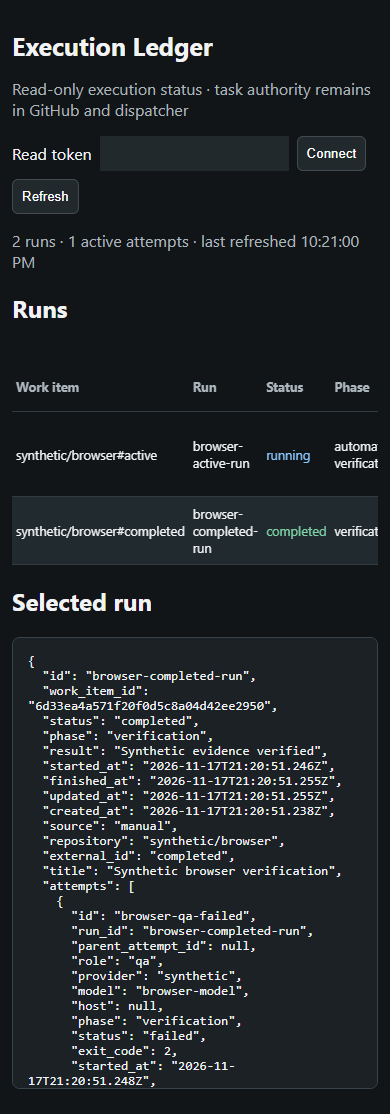 Execution Ledger
Read-only execution status · task authority remains
in GitHub and dispatcher
Read token
Connect
Refresh
2 runs · 1 active attempts · last refreshed 10:21:00
PM
Runs
Work item Run Status Phase
synthetic/browser#active browser-active-run running
synthetic/browser#completed browser-completed-run completed
Selected run
{
"id": "browser-completed-run",
"work_item_id":
"6d33ea4a571f20f0d5c8a04d42ee2950",
"status": "completed",
"phase": "verification",
"result": "Synthetic evidence verified",
"started_at": "2026-11-17T21:20:51.246Z",
"finished_at": "2026-11-17T21:20:51.255Z",
"updated_at": "2026-11-17T21:20:51.255Z",
"created_at": "2026-11-17T21:20:51.238Z",
"source": "manual",
"repository": "synthetic/browser",
"external_id": "completed",
"title": "Synthetic browser verification",
"attempts": [
{
"id": "browser-qa-failed",
"run_id": "browser-completed-run",
"parent_attempt_id": null,
"role": "qa",
"provider": "synthetic",
"model": "browser-model",
"host": null,
"phase": "verification",
"status": "failed",
"exit_code": 2,
"started_at": "2026-11-
17T21:20:51.248Z",